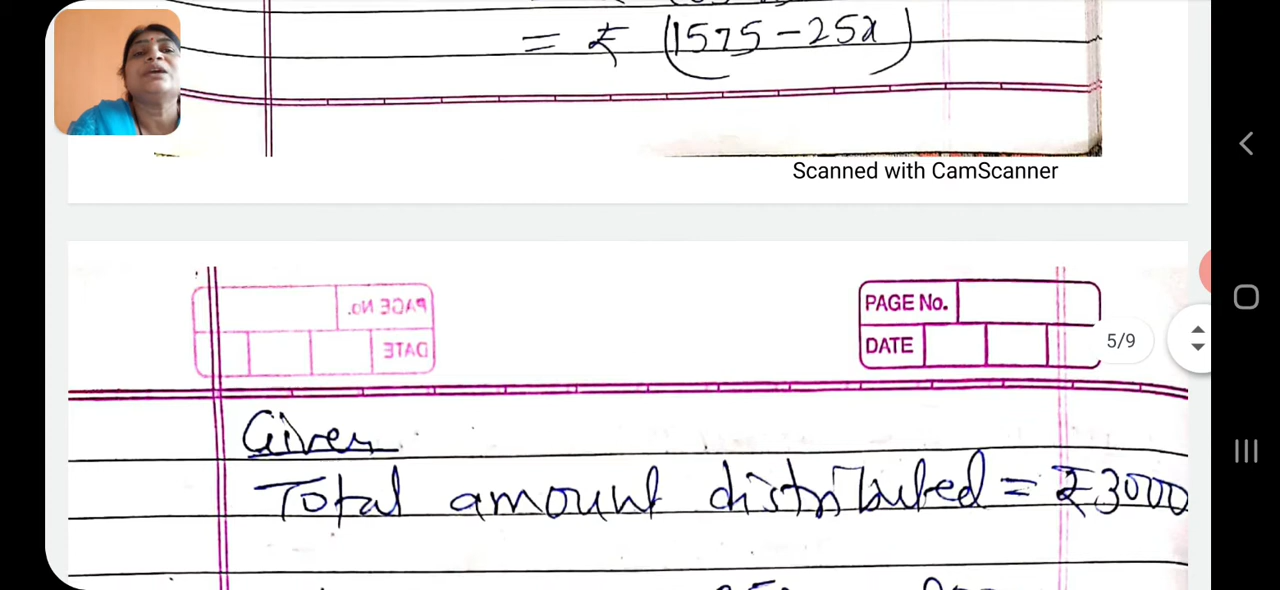 = ₹ (1575 - 25x)
Scanned with CamScanner
PAGE No.
DATE
PAGE No.
DATE
5/9
Given
Total amount distributed = ₹3000